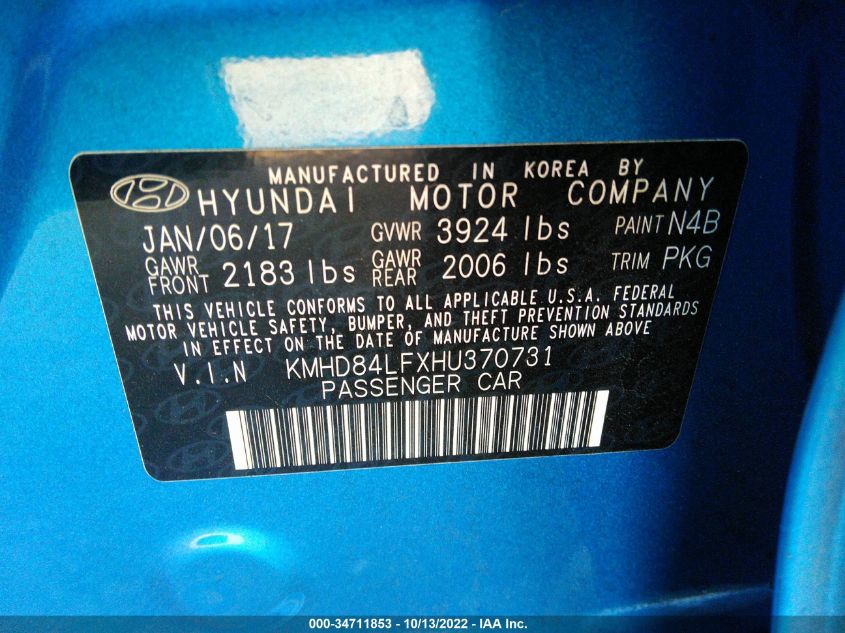 MANUFACTURED IN KOREA BY
HYUNDAI MOTOR COMPANY
JAN/06/17 GVWR 3924 lbs PAINT N4B
GAWR FRONT 2183 lbs GAWR REAR 2006 lbs TRIM PKG
THIS VEHICLE CONFORMS TO ALL APPLICABLE U.S.A. FEDERAL
MOTOR VEHICLE SAFETY, BUMPER, AND THEFT PREVENTION STANDARDS
IN EFFECT ON THE DATE OF MANUFACTURE SHOWN ABOVE
V.I.N KMHD84LFXHU370731
PASSENGER CAR
000-34711853 - 10/13/2022 - IAA Inc.